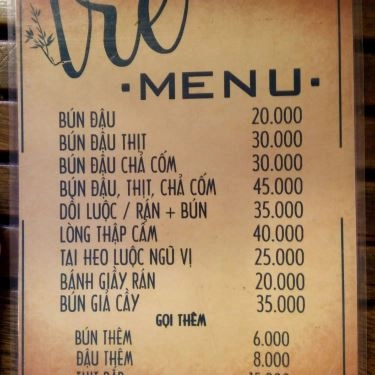 Tre
MENU
BÚN ĐẬU 20.000
BÚN ĐẬU THỊT 30.000
BÚN ĐẬU CHẢ CỐM 30.000
BÚN ĐẬU, THỊT, CHẢ CỐM 45.000
DỒI LUỘC / RÁN + BÚN 35.000
LÒNG THẬP CẨM 40.000
TAI HEO LUỘC NGŨ VỊ 25.000
BÁNH GIẦY RÁN 20.000
BÚN GIẢ CẦY 35.000
GỌI THÊM
BÚN THÊM 6.000
ĐẬU THÊM 8.000